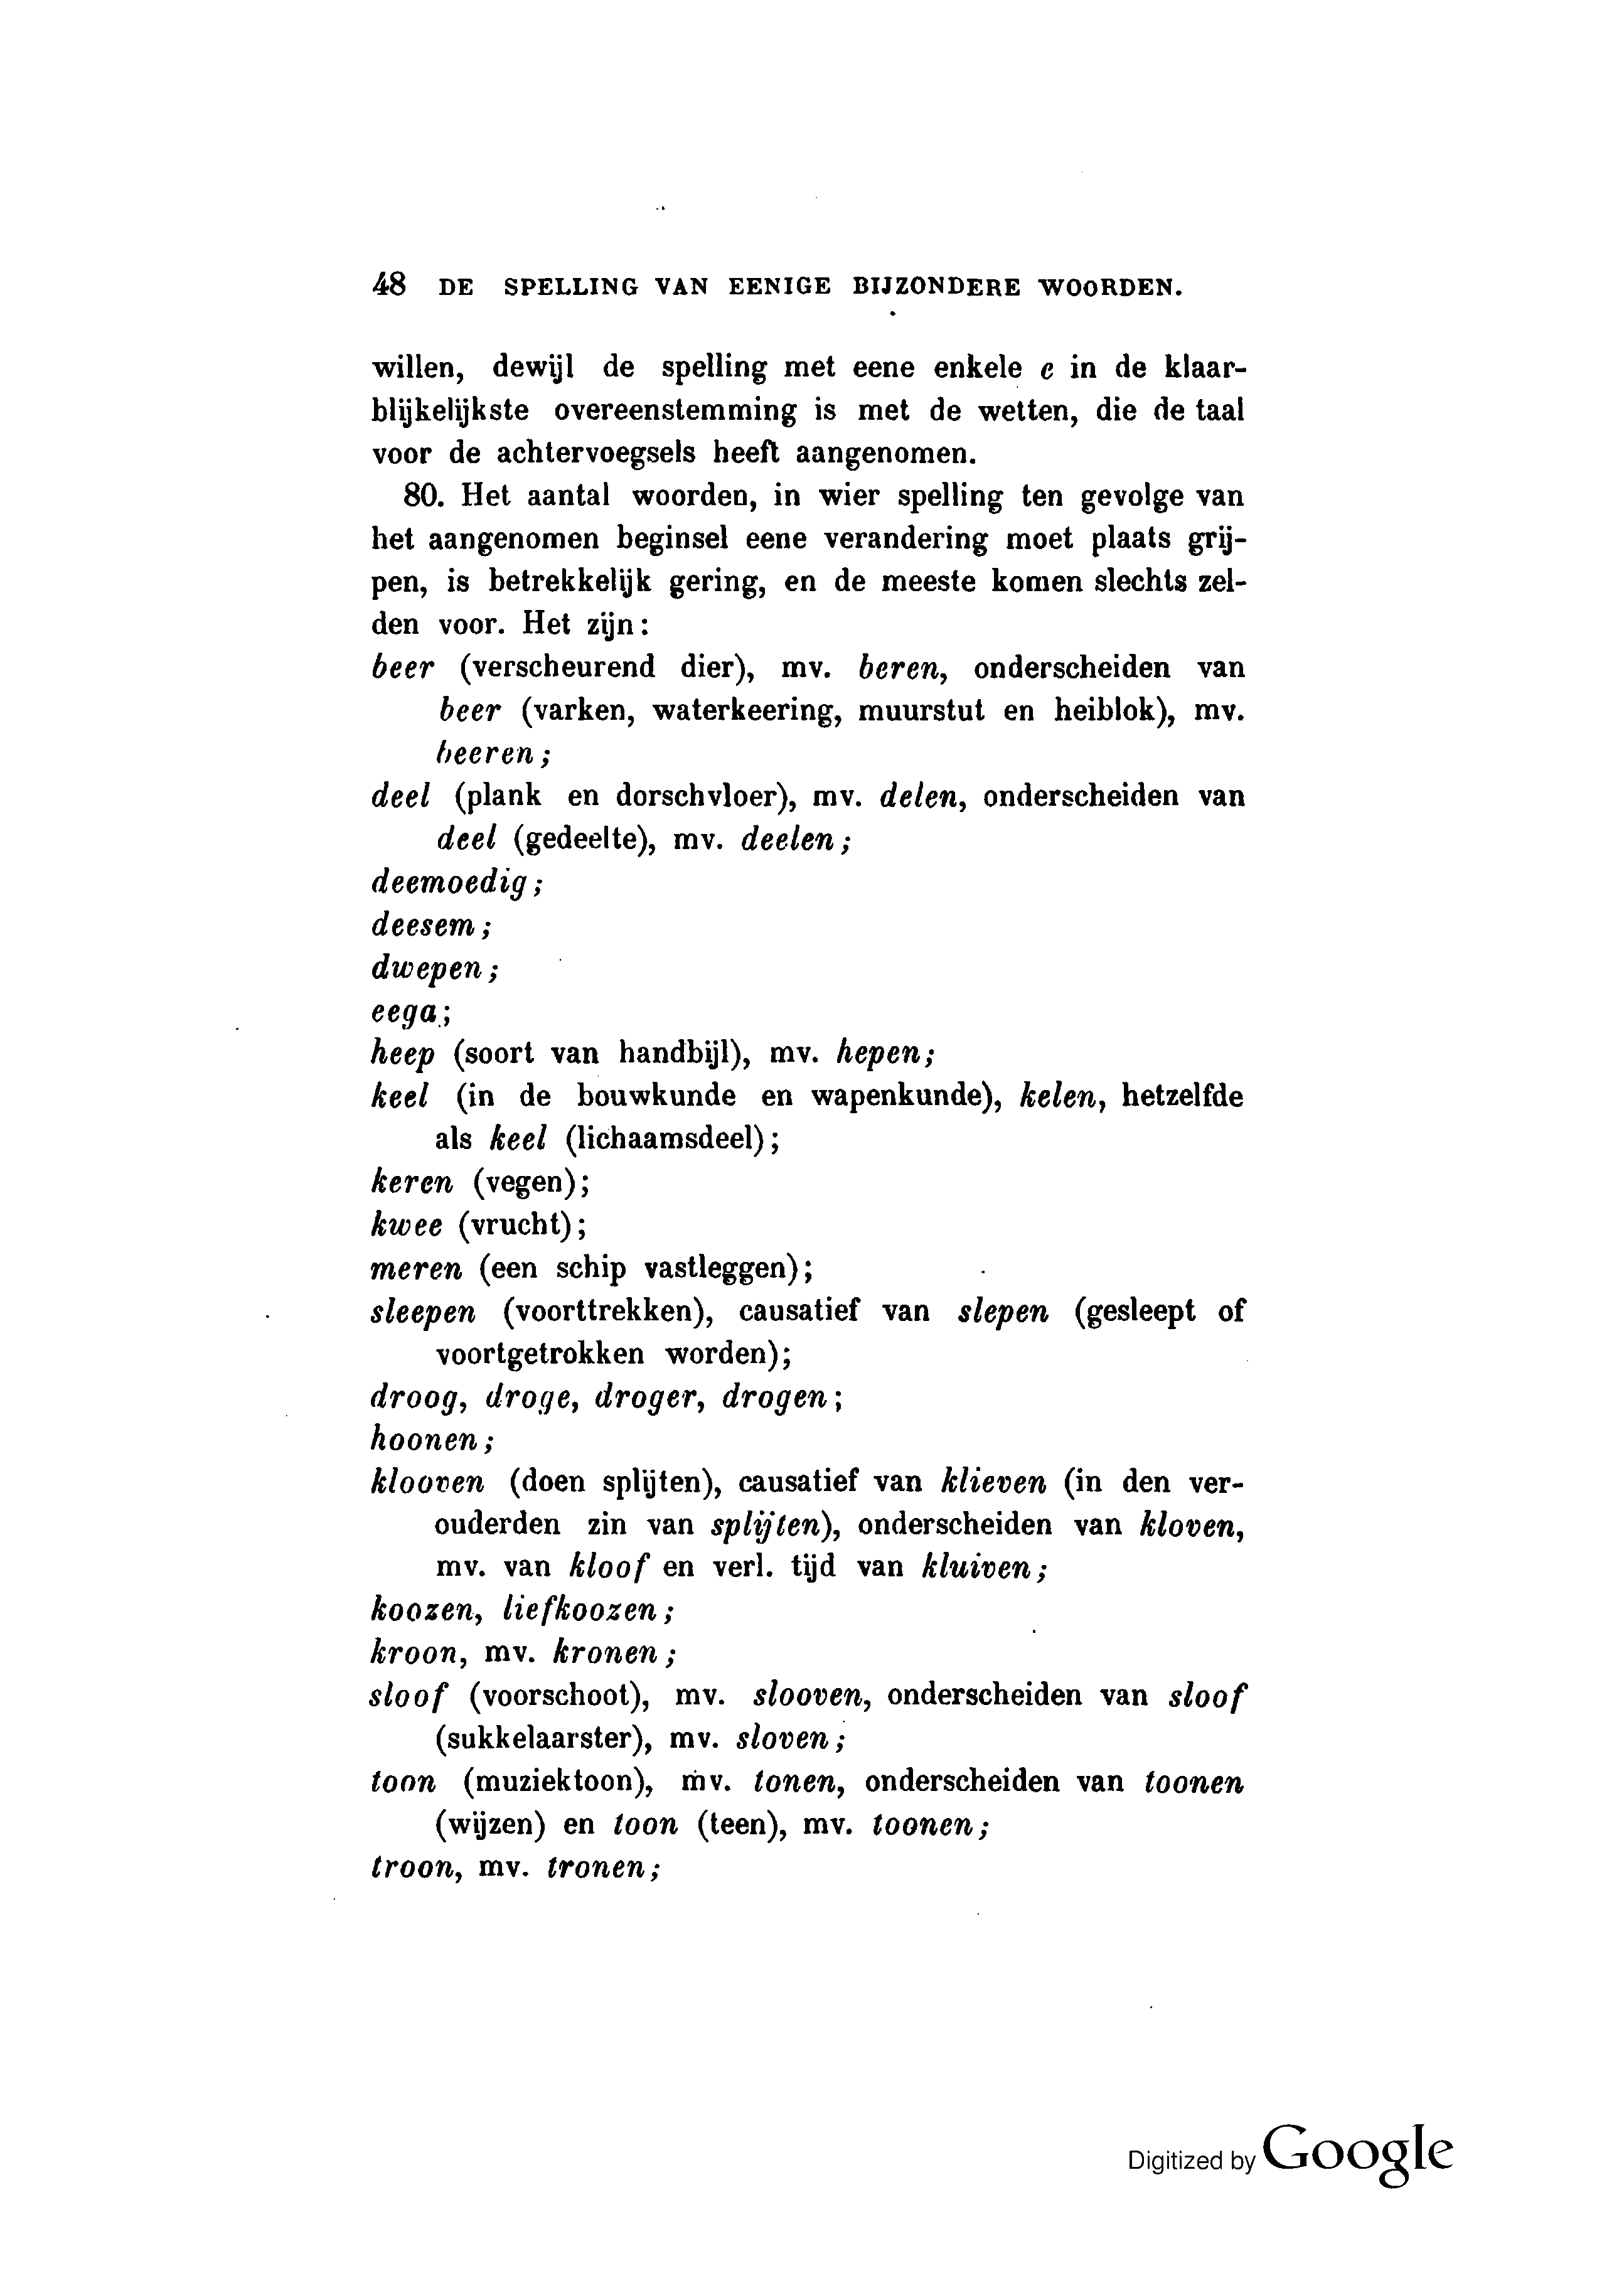 48 DE SPELLING VAN EENIGE BIJZONDERE WOORDEN.
willen, dewijl de spelling met eene enkele e in de klaar-
blijkelijkste overeenstemming is met de wetten, die de taal
voor de achtervoegsels heeft aangenomen.
80. Het aantal woorden, in wier spelling ten gevolge van
het aangenomen beginsel eene verandering moet plaats grij-
pen, is betrekkelijk gering, en de meeste komen slechts zel-
den voor. Het zijn:
beer (verscheurend dier), mv. beren, onderscheiden van
beer (varken, waterkeering, muurstut en heiblok), mv.
beeren;
deel (plank en dorschvloer), mv. delen, onderscheiden van
deel (gedeelte), mv. deelen;
deemoedig;
deesem;
dwepen;
eega;
heep (soort van handbijl), mv. hepen;
keel (in de bouwkunde en wapenkunde), kelen, hetzelfde
als keel (lichaamsdeel);
keren (vegen);
kwee (vrucht);
meren (een schip vastleggen);
sleepen (voorttrekken), causatief van slepen (gesleept of
voortgetrokken worden);
droog, droge, droger, drogen;
hoonen;
klooven (doen splijten), causatief van klieven (in den ver-
ouderden zin van splijten), onderscheiden van kloven,
mv. van kloof en verl. tijd van kluiven;
koozen, liefkoozen;
kroon, mv. kronen;
sloof (voorschoot), mv. slooven, onderscheiden van sloof
(sukkelaarster), mv. sloven;
toon (muziektoon), mv. tonen, onderscheiden van toonen
(wijzen) en toon (teen), mv. toonen;
troon, mv. tronen;
Digitized by Google